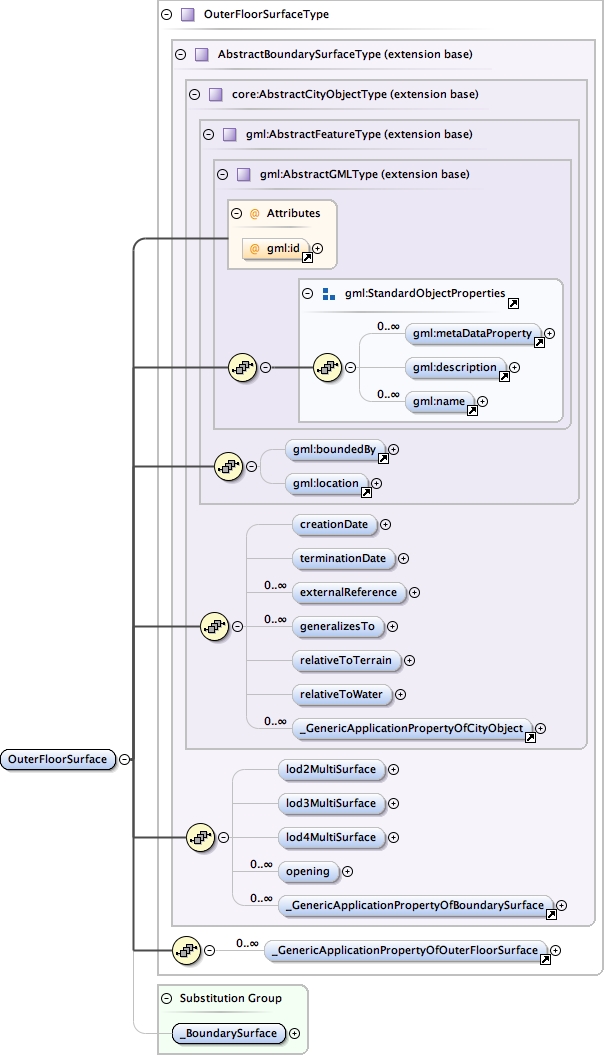 OuterFloorSurfaceType
AbstractBoundarySurfaceType (extension base)
core:AbstractCityObjectType (extension base)
gml:AbstractFeatureType (extension base)
gml:AbstractGMLType (extension base)
@ Attributes
@ gml:id
gml:StandardObjectProperties
0..∞
gml:metaDataProperty
gml:description
0..∞
gml:name
gml:boundedBy
gml:location
creationDate
terminationDate
0..∞
externalReference
0..∞
generalizesTo
relativeToTerrain
relativeToWater
0..∞
_GenericApplicationPropertyOfCityObject
OuterFloorSurface
lod2MultiSurface
lod3MultiSurface
lod4MultiSurface
0..∞
opening
0..∞
_GenericApplicationPropertyOfBoundarySurface
0..∞
_GenericApplicationPropertyOfOuterFloorSurface
Substitution Group
_BoundarySurface